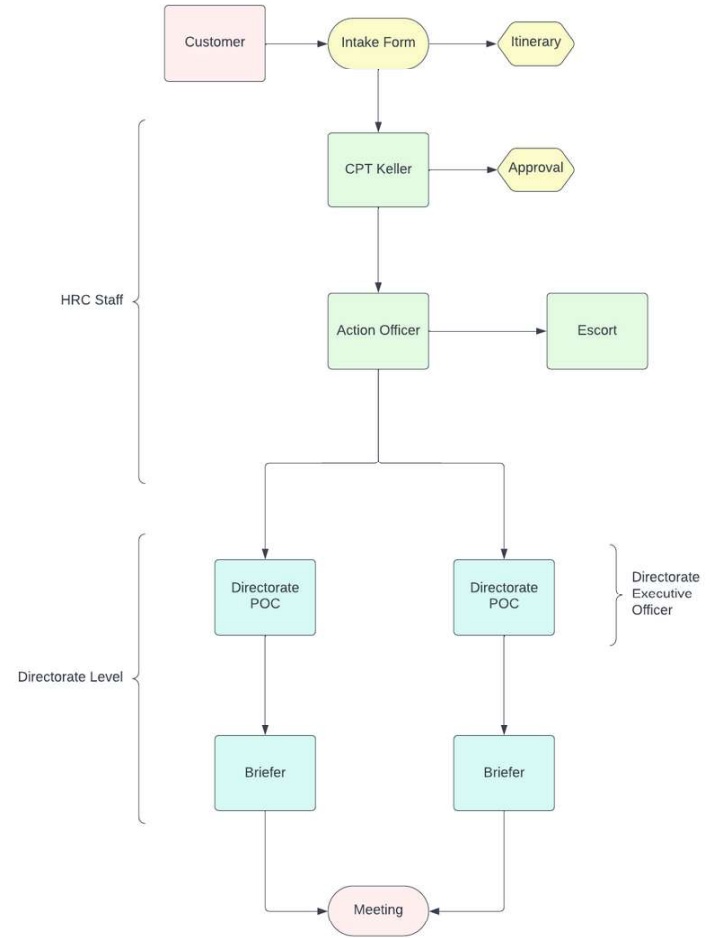 Customer
Intake Form
Itinerary
CPT Keller
Approval
HRC Staff
Action Officer
Escort
Directorate
POC
Directorate
POC
Directorate
Executive
Officer
Directorate Level
Briefer
Briefer
Meeting